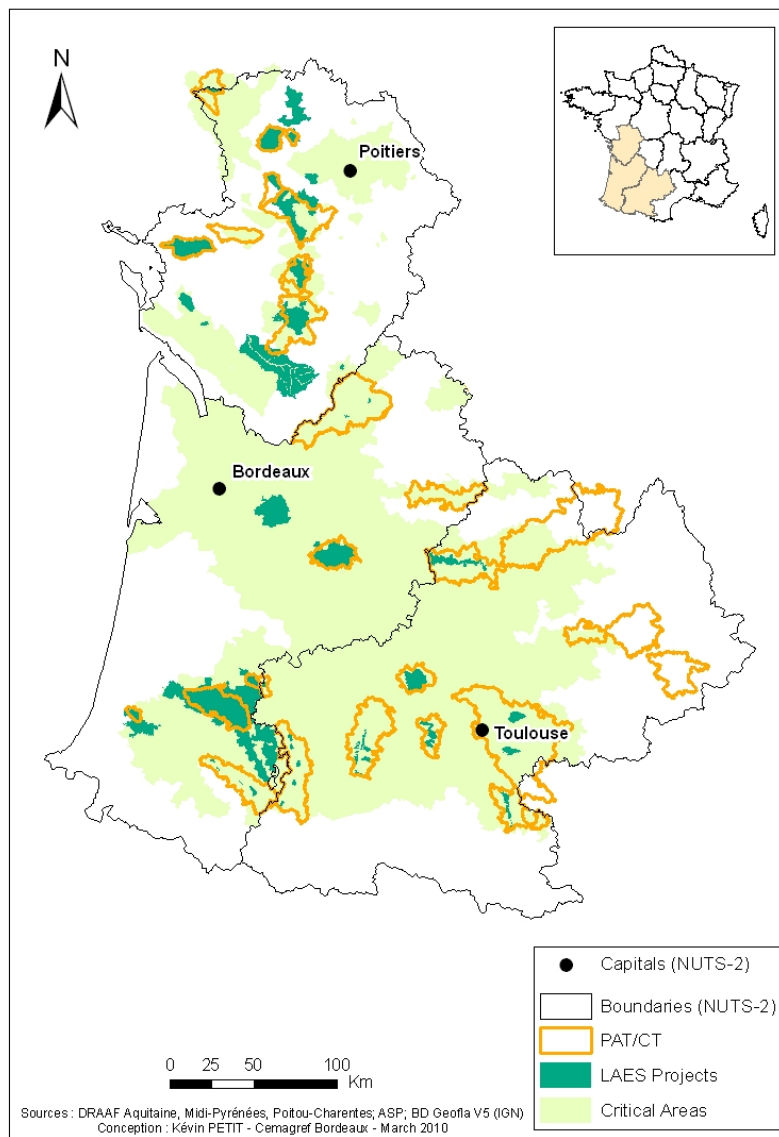 N
Poitiers
Bordeaux
Toulouse
Capitals (NUTS-2)
Boundaries (NUTS-2)
PAT/CT
LAES Projects
Critical Areas
0 25 50 100
Km
Sources : DRAAF Aquitaine, Midi-Pyrénées, Poitou-Charentes; ASP; BD Geofla V5 (IGN)
Conception : Kévin PETIT - Cemagref Bordeaux - March 2010